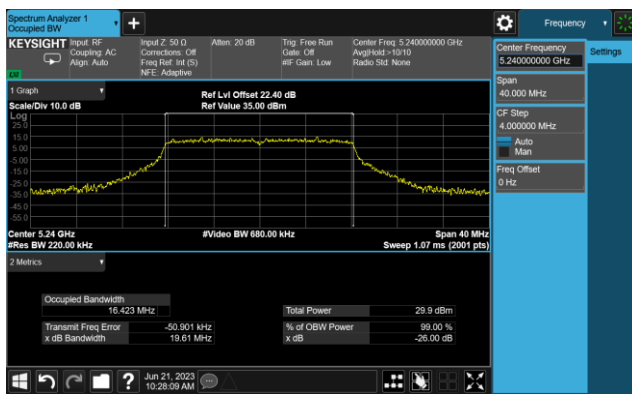 Spectrum Analyzer 1
Occupied BW
Frequency
KEYSIGHT
Input: RF
Coupling: AC
Align: Auto
Input Z: 50 Ω
Corrections: Off
Freq Ref: Int (S)
NFE: Adaptive
Atten: 20 dB
Trig: Free Run
Gate: Off
#IF Gain: Low
Center Freq: 5.240000000 GHz
Avg|Hold:>10/10
Radio Std: None
LXI
Center Frequency
5.240000000 GHz
Settings
Span
40.000 MHz
CF Step
4.000000 MHz
Auto
Man
Freq Offset
0 Hz
1 Graph
Scale/Div 10.0 dB
Ref Lvl Offset 22.40 dB
Ref Value 35.00 dBm
Log
25.0
15.0
5.00
-5.00
-15.0
-25.0
-35.0
-45.0
-55.0
Center 5.24 GHz
#Video BW 680.00 kHz
Span 40 MHz
#Res BW 220.00 kHz
Sweep 1.07 ms (2001 pts)
2 Metrics
Occupied Bandwidth
16.423 MHz
Total Power 29.9 dBm
Transmit Freq Error -50.901 kHz
% of OBW Power 99.00 %
x dB Bandwidth 19.61 MHz
x dB -26.00 dB
?
Jun 21, 2023
10:28:09 AM